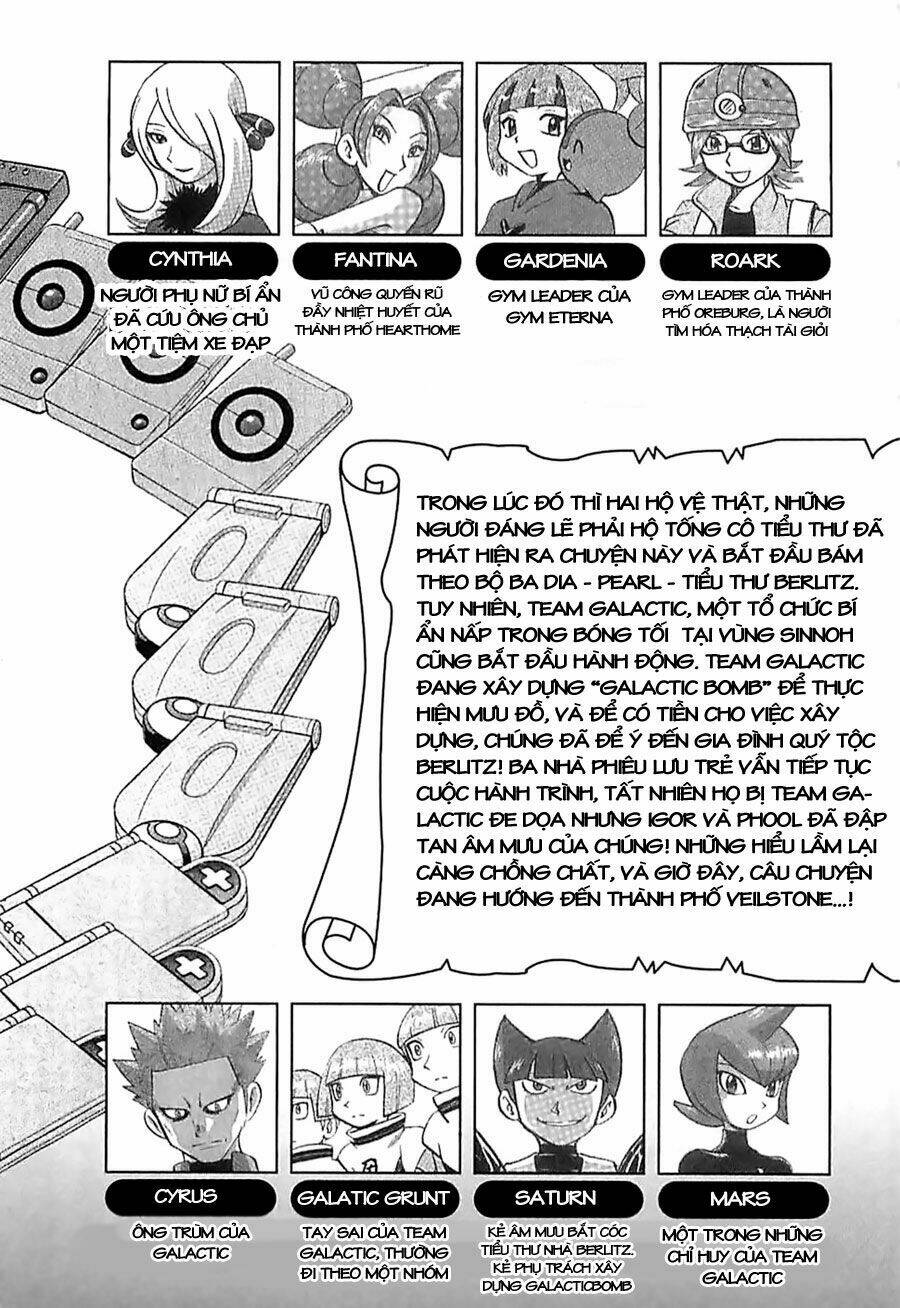 CYNTHIA
NGƯỜI PHỤ NỮ BÍ ẨN
ĐÃ CỨU ÔNG CHỦ
MỘT TIỆM XE ĐẠP
FANTINA
VŨ CÔNG QUYẾN RŨ
ĐẦY NHIỆT HUYẾT CỦA
THÀNH PHỐ HEARTHOME
GARDENIA
GYM LEADER CỦA
GYM ETERNA
ROARK
GYM LEADER CỦA THÀNH
PHỐ OREBURG, LÀ NGƯỜI
TÌM HÓA THẠCH TÀI GIỎI
TRONG LÚC ĐÓ THÌ HAI HỘ VỆ THẬT, NHỮNG
NGƯỜI ĐÁNG LẼ PHẢI HỘ TỐNG CÔ TIỂU THƯ ĐÃ
PHÁT HIỆN RA CHUYỆN NÀY VÀ BẮT ĐẦU BÁM
THEO BỘ BA DIA - PEARL - TIỂU THƯ BERLITZ.
TUY NHIÊN, TEAM GALACTIC, MỘT TỔ CHỨC BÍ
ẨN NẤP TRONG BÓNG TỐI TẠI VÙNG SINNOH
CŨNG BẮT ĐẦU HÀNH ĐỘNG. TEAM GALACTIC
ĐANG XÂY DỰNG “GALACTIC BOMB” ĐỂ THỰC
HIỆN MƯU ĐỒ, VÀ ĐỂ CÓ TIỀN CHO VIỆC XÂY
DỰNG, CHÚNG ĐÃ ĐỂ Ý ĐẾN GIA ĐÌNH QUÝ TỘC
BERLITZ! BA NHÀ PHIÊU LƯU TRẺ VẪN TIẾP TỤC
CUỘC HÀNH TRÌNH, TẤT NHIÊN HỌ BỊ TEAM GA-
LACTIC ĐE DỌA NHƯNG IGOR VÀ PHOOL ĐÃ ĐẬP
TAN ÂM MƯU CỦA CHÚNG! NHỮNG HIỂU LẦM LẠI
CÀNG CHỒNG CHẤT, VÀ GIỜ ĐÂY, CÂU CHUYỆN
ĐANG HƯỚNG ĐẾN THÀNH PHỐ VEILSTONE...!
CYRUS
ÔNG TRÙM CỦA
GALACTIC
GALATIC GRUNT
TAY SAI CỦA TEAM
GALACTIC, THƯỜNG
ĐI THEO MỘT NHÓM
SATURN
KẺ ÂM MƯU BẮT CÓC
TIỂU THƯ NHÀ BERLITZ.
KẺ PHỤ TRÁCH XÂY
DỰNG GALACTICBOMB
MARS
MỘT TRONG NHỮNG
CHỈ HUY CỦA TEAM
GALACTIC